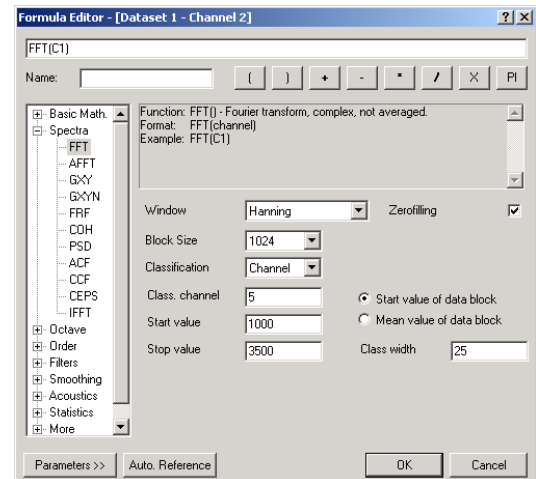 Formula Editor - [Dataset 1 - Channel 2]
FFT(C1)
Name: ( ) + - * / X PI
Basic Math.
Spectra
FFT
AFFT
GXY
GXYN
FRF
COH
PSD
ACF
CCF
CEPS
IFFT
Octave
Order
Filters
Smoothing
Acoustics
Statistics
More
Function: FFT() - Fourier transform, complex, not averaged.
Format: FFT(channel)
Example: FFT(C1)
Window Hanning Zerofilling
Block Size 1024
Classification Channel
Class. channel 5 Start value of data block
Start value 1000 Mean value of data block
Stop value 3500 Class width 25
Parameters >> Auto. Reference OK Cancel